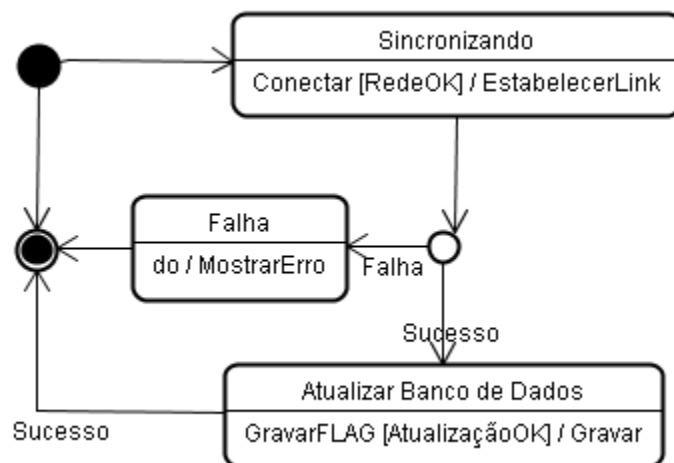 Sincronizando
Conectar [RedeOK] / EstabelecerLink
Falha
do / MostrarErro
Falha
Sucesso
Atualizar Banco de Dados
GravarFLAG [AtualizaçãoOK] / Gravar
Sucesso